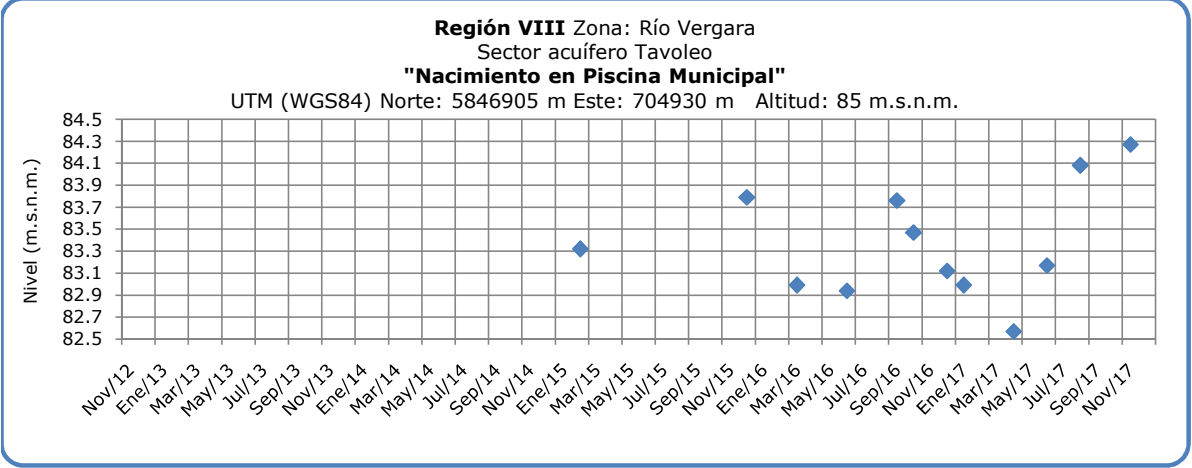 Región VIII Zona: Río Vergara
Sector acuífero Tavoleo
"Nacimiento en Piscina Municipal"
UTM (WGS84) Norte: 5846905 m Este: 704930 m Altitud: 85 m.s.n.m.
Nivel (m.s.n.m.)
84.5
84.3
84.1
83.9
83.7
83.5
83.3
83.1
82.9
82.7
82.5
Nov/12
Ene/13
Mar/13
May/13
Jul/13
Sep/13
Nov/13
Ene/14
Mar/14
May/14
Jul/14
Sep/14
Nov/14
Ene/15
Mar/15
May/15
Jul/15
Sep/15
Nov/15
Ene/16
Mar/16
May/16
Jul/16
Sep/16
Nov/16
Ene/17
Mar/17
May/17
Jul/17
Sep/17
Nov/17